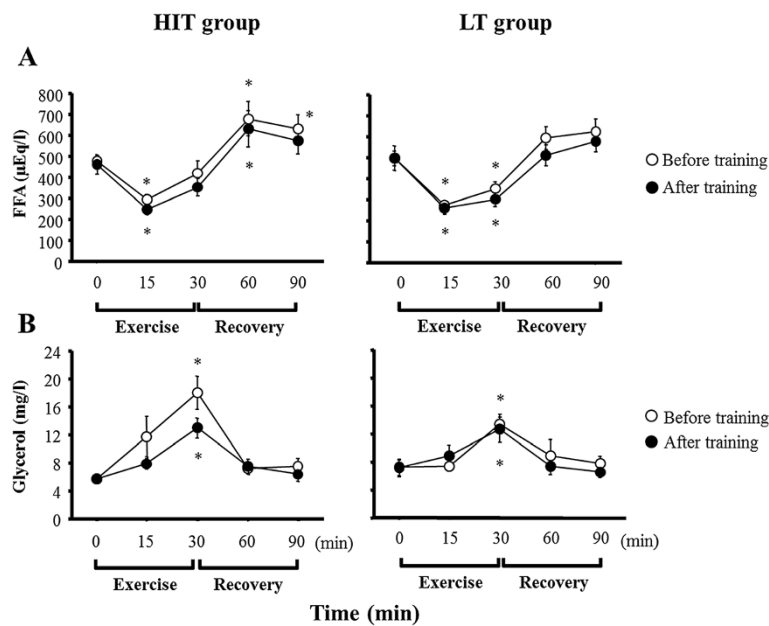 HIT group
LT group
A
FFA (µEq/l)
800
700
600
500
400
300
200
100
0
*
*
*
*
*
*
*
*
*
Before training
After training
0 15 30 60 90
0 15 30 60 90
Exercise Recovery
Exercise Recovery
B
Glycerol (mg/l)
24
20
16
12
8
4
0
*
*
*
*
Before training
After training
0 15 30 60 90 (min)
0 15 30 60 90 (min)
Exercise Recovery
Exercise Recovery
Time (min)